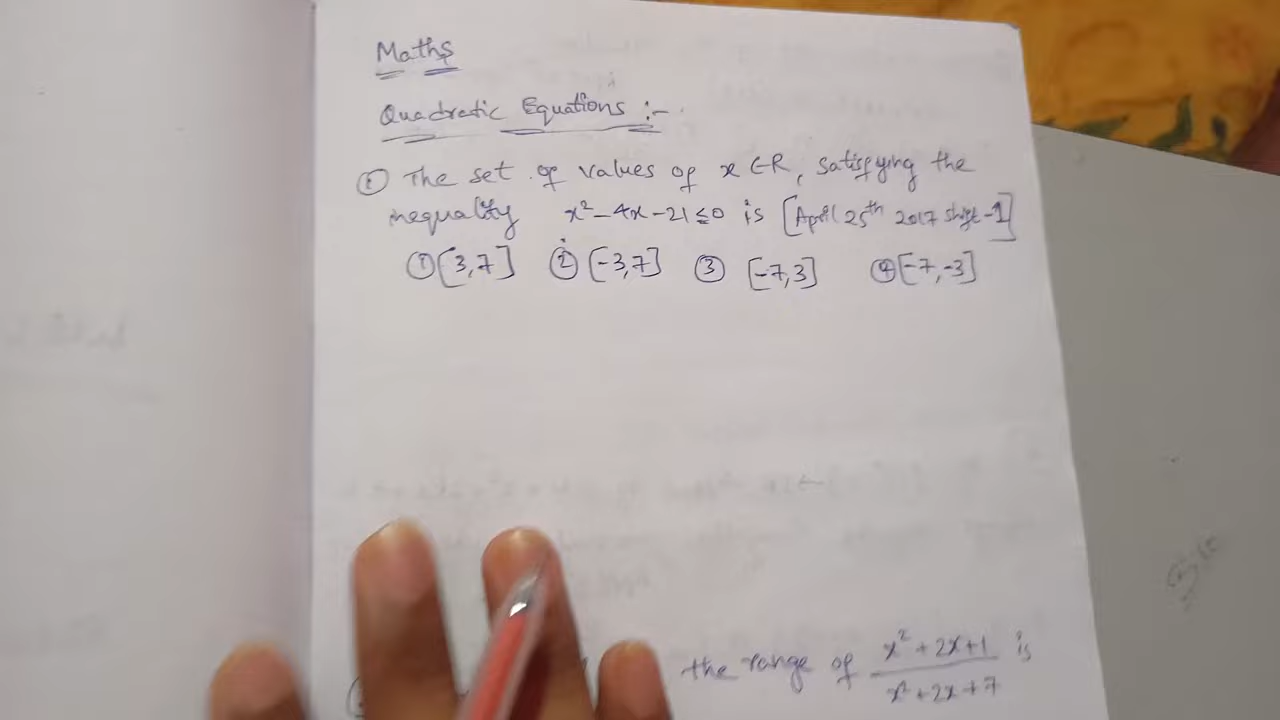 Maths
Quadratic Equations :-
① The set of values of x ∈ R, satisfying the
inequality x² - 4x - 21 ≤ 0 is [April 25th 2017 shift-1]
① [3,7] ② [-3,7] ③ [-7,3] ④ [-7,-3]
the range of x² + 2x + 1 / x² + 2x + 7 is